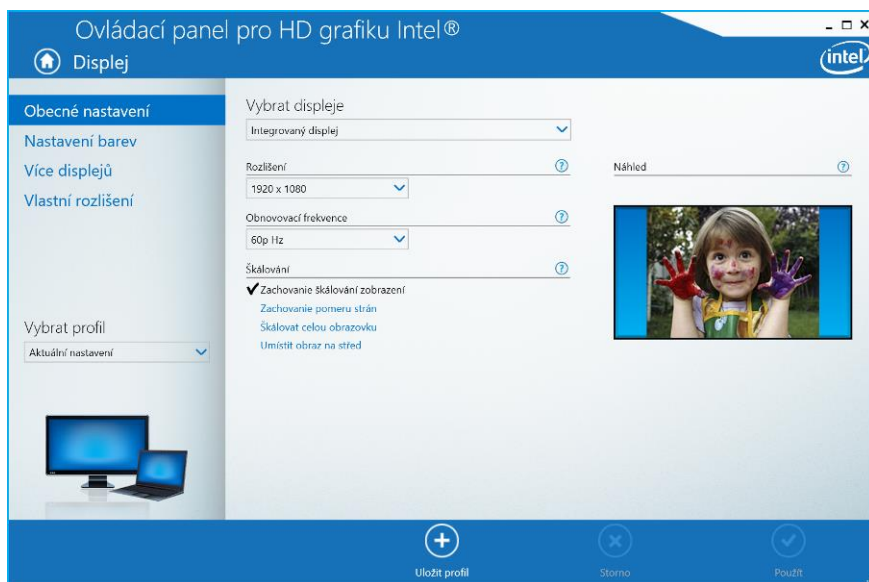 Ovládací panel pro HD grafiku Intel®
Displej
intel
Obecné nastavení
Nastavení barev
Více displejů
Vlastní rozlišení
Vybrat profil
Aktuální nastavení
Vybrat displeje
Integrovaný displej
Rozlišení
1920 x 1080
Obnovovací frekvence
60p Hz
Škálování
Zachovanie škálování zobrazení
Zachovanie pomeru strán
Škálovat celou obrazovku
Umístit obraz na střed
Náhled
Uložit profil
Storno
Použít